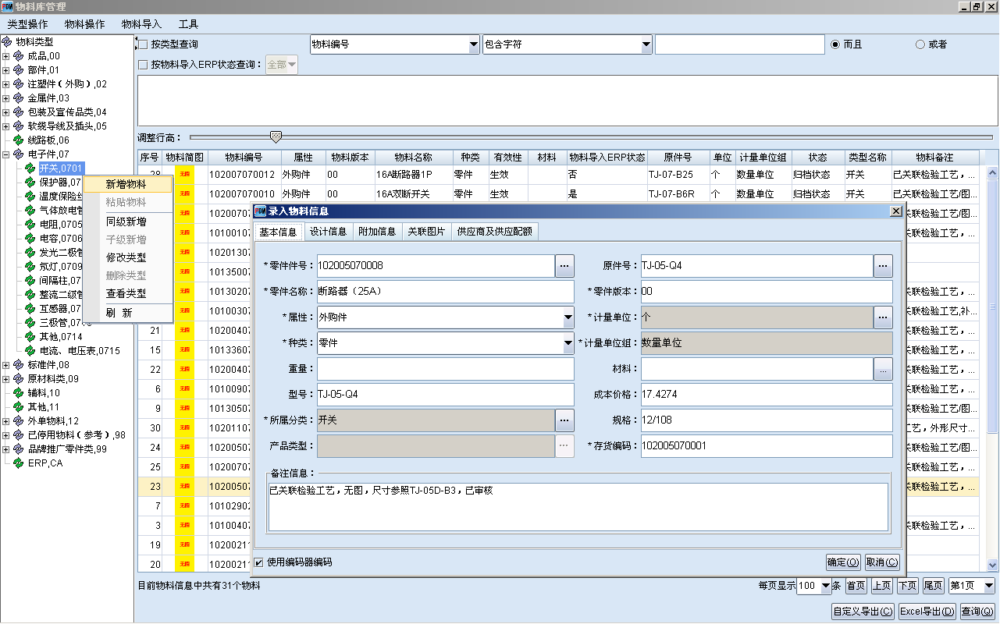 PDM 物料库管理
类型操作 物料操作 物料导入 工具
物料类型
成品,00
部件,01
注塑件（外购）,02
金属件,03
包装及宣传品类,04
软缆导线及插头,05
线路板,06
电子件,07
开关,0701
保护器,07
温度保险丝
气体放电管
电阻,0705
电容,0706
发光二极管
氖灯,0709
间隔柱,07
整流二级管
互感器,07
三极管,0713
其他,0714
电流、电压表,0715
标准件,08
原材料类,09
辅料,10
其他,11
外单物料,12
已停用物料（参考）,98
品牌推广零件类,99
ERP,CA
新增物料
粘贴物料
同级新增
子级新增
修改类型
删除类型
查看类型
刷 新
按类型查询 物料编号 包含字符 而且 或者
按物料导入ERP状态查询： 全部
调整行高：
序号 物料简图 物料编号 属性 物料版本 物料名称 种类 有效性 材料 物料导入ERP状态 原件号 单位 计量单位组 状态 类型名称 物料备注
28 无图 102007070012 外购件 00 16A断路器1P 零件 生效 否 TJ-07-B25 个 数量单位 归档状态 开关 已关联检验工艺，...
无图 102007070010 外购件 00 16A双断开关 零件 生效 是 TJ-07-B6R 个 数量单位 归档状态 开关 已关联检验工艺/图...
无图 1020070 关联检验工艺/图...
无图 1010010
无图 1020130
无图 1013500
无图 1013020 关联检验工艺，...
无图 1010030 关联检验工艺,补...
21 无图 1020040 关联检验工艺，...
15 无图 1013360 关联检验工艺，...
22 无图 1020040 关联检验工艺，...
6 无图 1010090 关联检验工艺，...
9 无图 1013050 关联检验工艺/图...
30 无图 1020110 工艺，外形尺寸...
24 无图 1020050 关联检验工艺/图...
25 无图 1020070 关联检验工艺，...
23 无图 1020050 关联检验工艺，...
7 无图 1010290
3 无图 1010040 关联检验工艺，...
19 无图 1020021
20 无图 1020021
PDM 录入物料信息
基本信息 设计信息 附加信息 关联图片 供应商及供应配额
*零件件号： 102005070008 ... 原件号： TJ-05-Q4 ...
*零件名称： 断路器（25A） *零件版本： 00
*属性： 外购件 *计量单位： 个 ...
*种类： 零件 *计量单位组： 数量单位
重量： 材料： ...
型号： TJ-05-Q4 成本价格： 17.4274
*所属分类： 开关 ... 规格： 12/108
产品类型： ... *存货编码： 102005070001
备注信息：
已关联检验工艺，无图，尺寸参照TJ-05D-B3，已审核
使用编码器编码 确定(O) 取消(C)
目前物料信息中共有31个物料 每页显示 100 条 首页 上页 下页 尾页 第1页
自定义导出(C) Excel导出(D) 查询(Q)